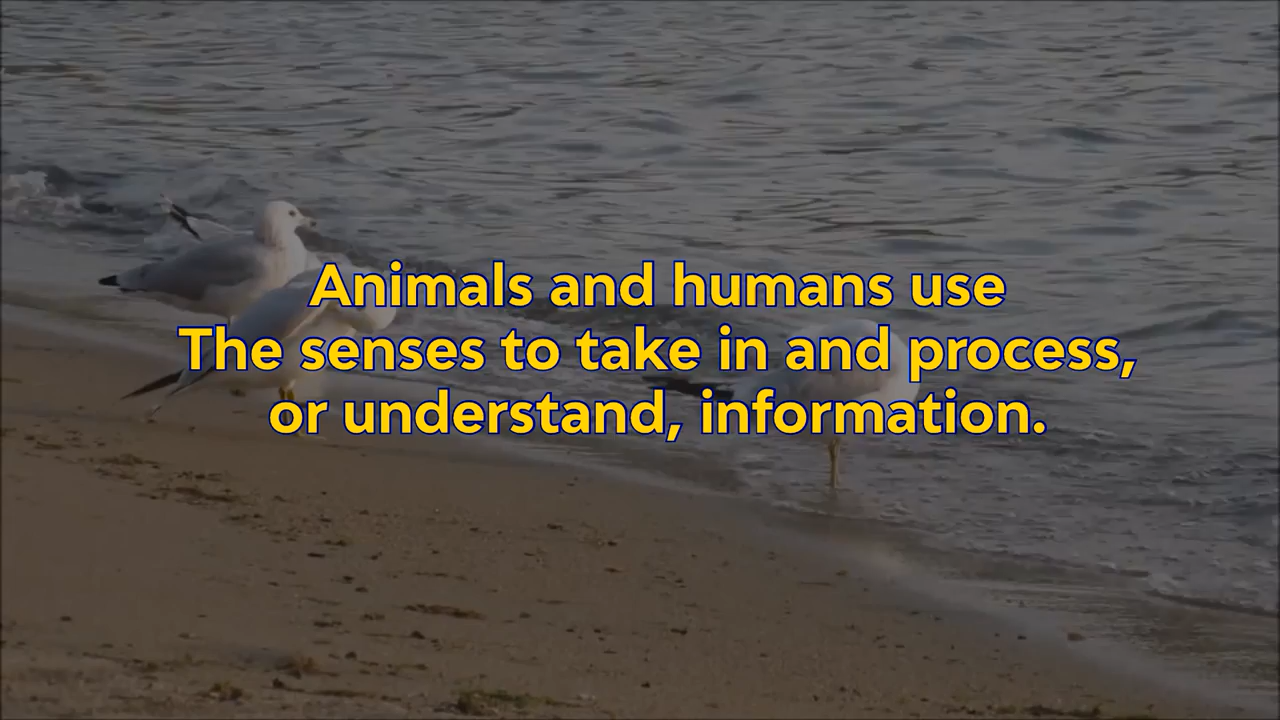 Animals and humans use
The senses to take in and process,
or understand, information.